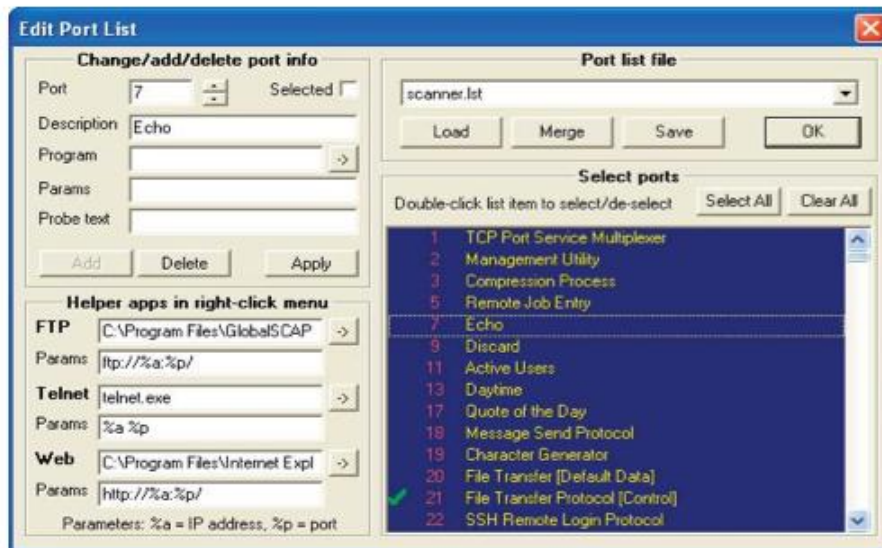 Edit Port List
Change/add/delete port info
Port 7 Selected
Description Echo
Program ->
Params
Probe text
Add Delete Apply
Helper apps in right-click menu
FTP C:\Program Files\GlobalSCAP ->
Params ftp://%a:%p/
Telnet telnet.exe ->
Params %a %p
Web C:\Program Files\Internet Expl ->
Params http://%a:%p/
Parameters: %a = IP address, %p = port
Port list file
scanner.lst
Load Merge Save OK
Select ports
Double-click list item to select/de-select Select All Clear All
1 TCP Port Service Multiplexer
2 Management Utility
3 Compression Process
5 Remote Job Entry
7 Echo
9 Discard
11 Active Users
13 Daytime
17 Quote of the Day
18 Message Send Protocol
19 Character Generator
20 File Transfer [Default Data]
21 File Transfer Protocol [Control]
22 SSH Remote Login Protocol